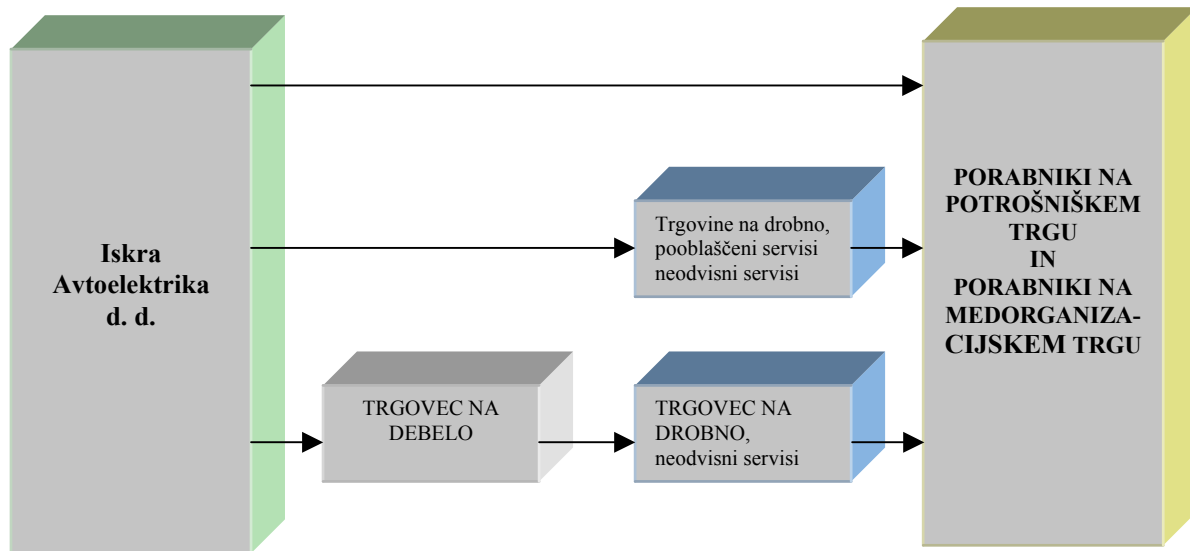 Iskra
Avtoelektrika
d. d.
Trgovine na drobno,
pooblaščeni servisi
neodvisni servisi
TRGOVEC NA
DEBELO
TRGOVEC NA
DROBNO,
neodvisni servisi
PORABNIKI NA
POTROŠNIŠKEM
TRGU
IN
PORABNIKI NA
MEDORGANIZA-
CIJSKEM TRGU